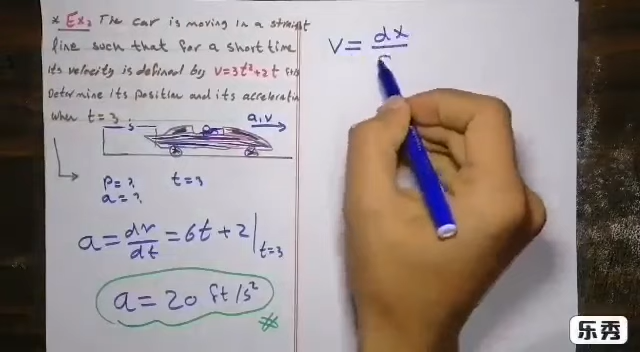 * Ex: The car is moving in a straight
line such that for a short time
its velocity is defined by V=3t²+2t ft/s
Determine its position and its acceleration
when t=3.
s
a,v
P=?
t=3
a=?
a = dv/dt = 6t + 2 |t=3
a = 20 ft/s²
V = dx
乐秀